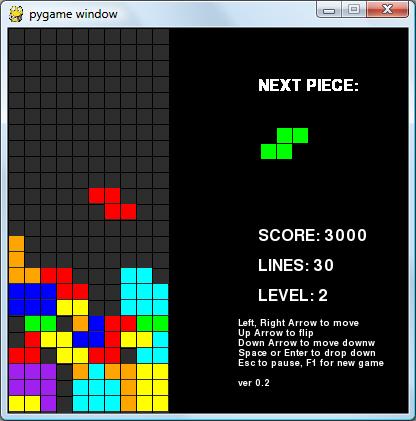 pygame window
NEXT PIECE:
SCORE: 3000
LINES: 30
LEVEL: 2
Left, Right Arrow to move
Up Arrow to flip
Down Arrow to move downw
Space or Enter to drop down
Esc to pause, F1 for new game
ver 0.2